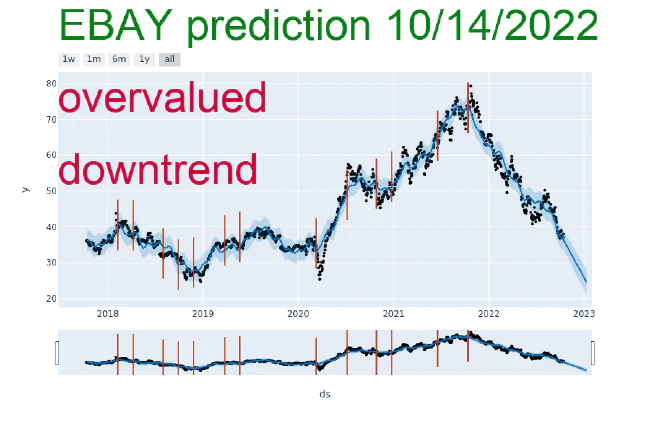 EBAY prediction 10/14/2022
1w 1m 6m 1y all
overvalued
downtrend
y
80
70
60
50
40
30
20
2018 2019 2020 2021 2022 2023
ds